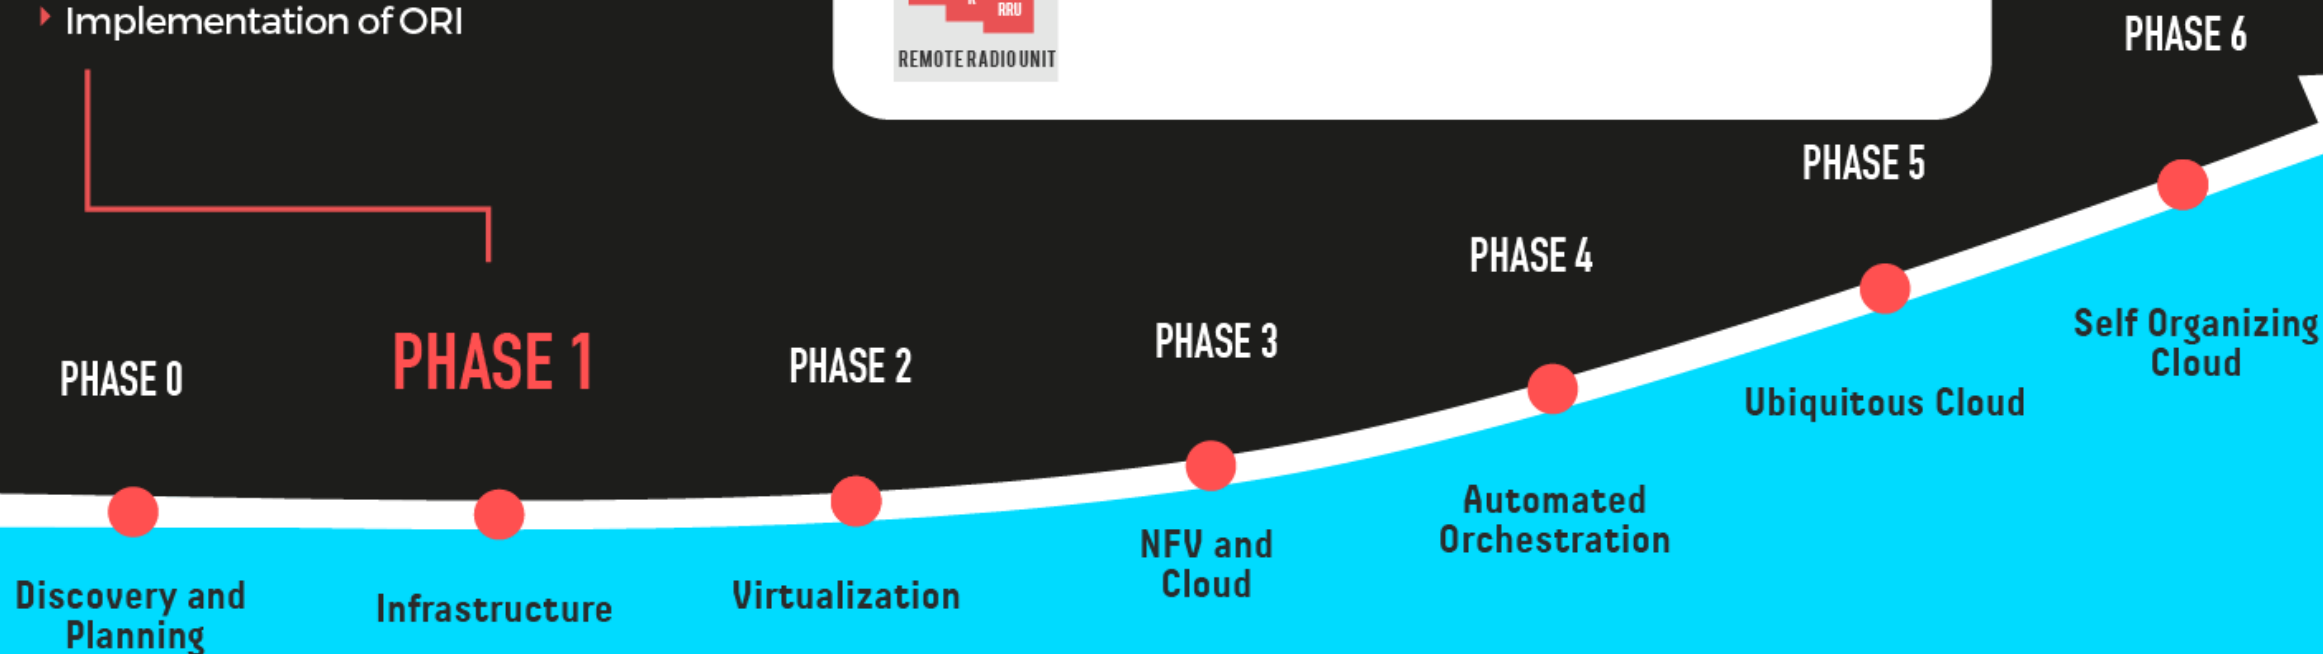 Implementation of ORI
RRU
REMOTE RADIO UNIT
PHASE 6
PHASE 5
PHASE 4
PHASE 3
PHASE 2
PHASE 1
PHASE 0
Self Organizing
Cloud
Ubiquitous Cloud
Automated
Orchestration
NFV and
Cloud
Virtualization
Infrastructure
Discovery and
Planning